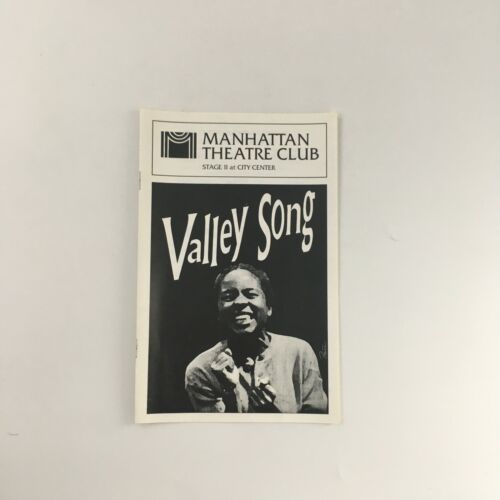 MANHATTAN
THEATRE CLUB
STAGE II at CITY CENTER
Valley Song